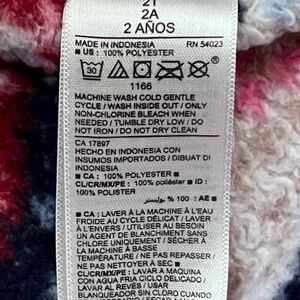 2T
2A
2 AÑOS
MADE IN INDONESIA RN 54023
■ US : 100% POLYESTER
30
1166
MACHINE WASH COLD GENTLE
CYCLE / WASH INSIDE OUT / ONLY
NON-CHLORINE BLEACH WHEN
NEEDED / TUMBLE DRY LOW / DO
NOT IRON / DO NOT DRY CLEAN
CA 17897
HECHO EN INDONESIA CON
INSUMOS IMPORTADOS / DIBUAT DI
INDONESIA
■ CA : 100% POLYESTER ■
CL/CR/MX/PE: 100% poliéster ■ ID :
100% POLISTER
■ AE : 100 % بوليستر
■ CA : LAVER À LA MACHINE À L'EAU
FROIDE AU CYCLE DÉLICAT / LAVER
À L'ENVERS / UTILISER AU BESOIN
UN AGENT DE BLANCHIMENT SANS
CHLORE UNIQUEMENT / SÉCHER À
LA MACHINE À BASSE
TEMPÉRATURE / NE PAS REPASSER /
NE PAS NETTOYER À SEC
CL/CR/MX/PE: LAVAR A MAQUINA
CON AGUA FRIA EN CICLO DELICADO /
LAVAR AL REVÉS / USAR
BLANQUEADOR SIN CLORO CUANDO